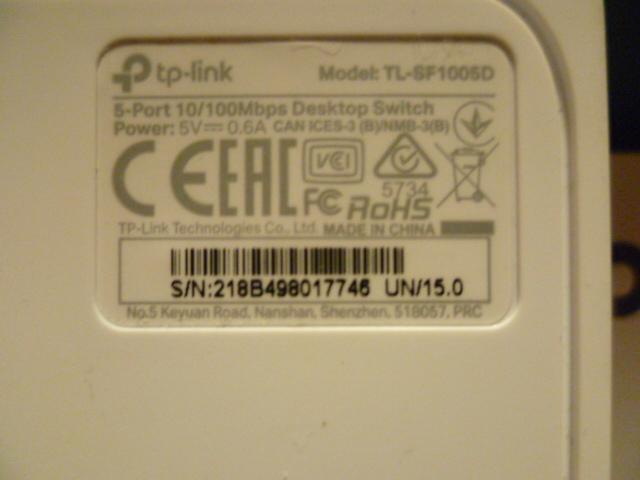 tp-link Model: TL-SF1005D
5-Port 10/100Mbps Desktop Switch
Power: 5V⎓0.6A CAN ICES-3 (B)/NMB-3(B)
CE EAC VCI 5734
FC RoHS
TP-Link Technologies Co., Ltd. MADE IN CHINA
S/N:218B498017746 UN/15.0
No.5 Keyuan Road, Nanshan, Shenzhen, 518057, PRC